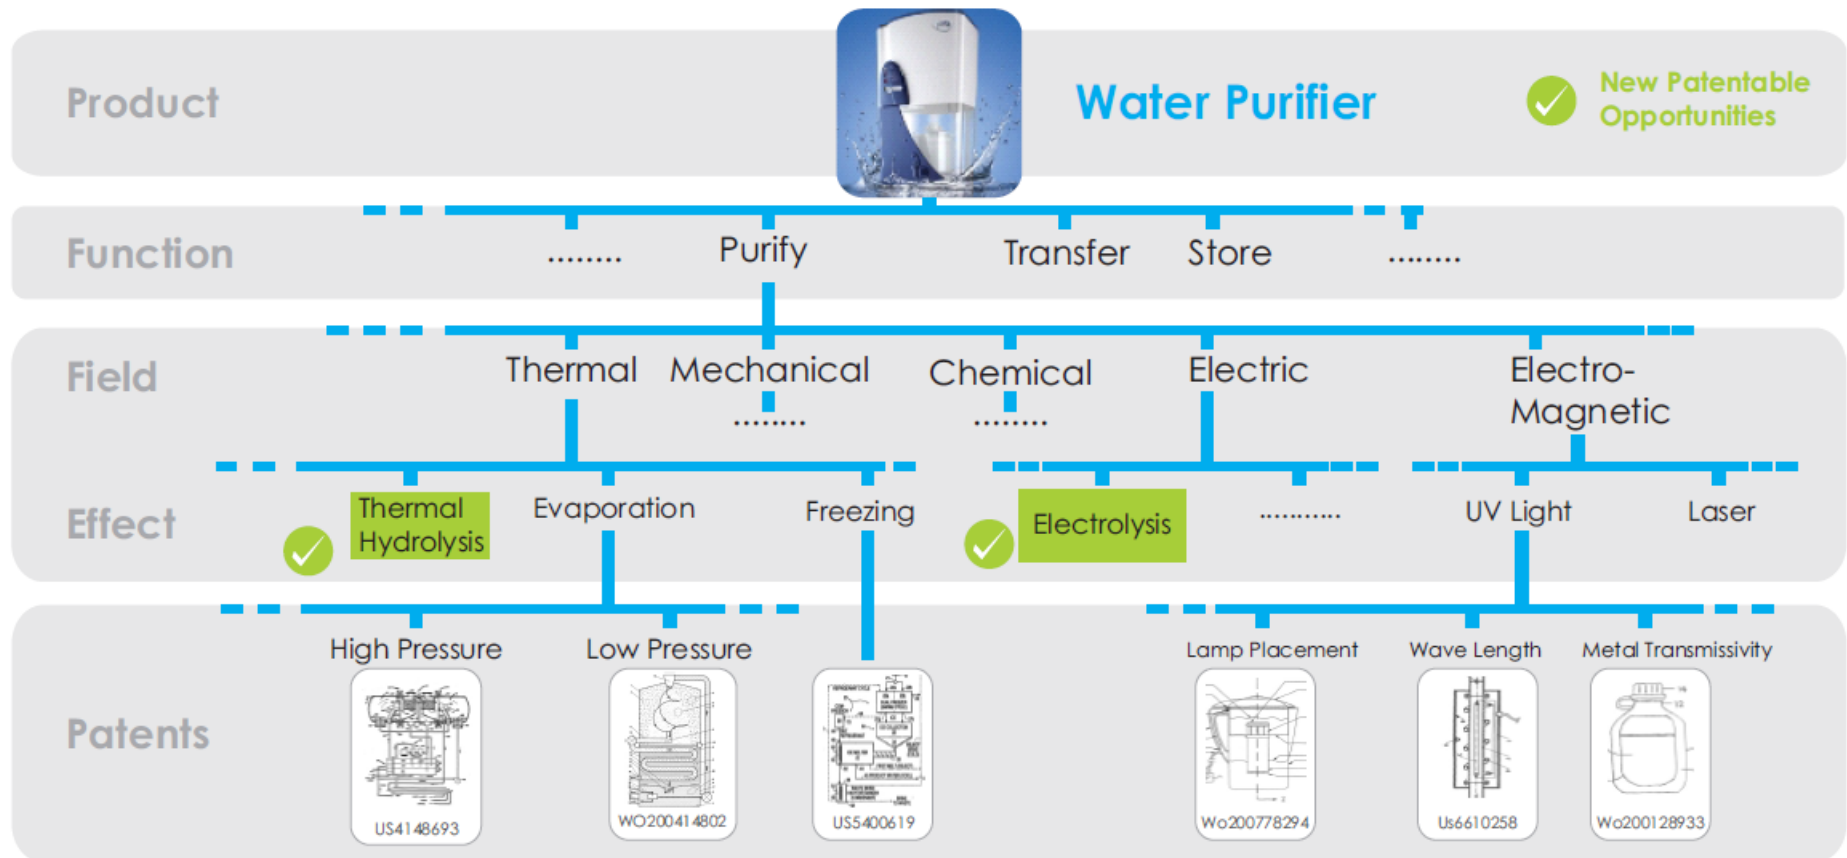 Product
Water Purifier
New Patentable
Opportunities
Function
........
Purify
Transfer
Store
........
Field
Thermal
Mechanical
Chemical
Electric
Electro-
Magnetic
........
........
Effect
Thermal
Hydrolysis
Evaporation
Freezing
Electrolysis
..........
UV Light
Laser
Patents
High Pressure
Low Pressure
Lamp Placement
Wave Length
Metal Transmissivity
US4148693
WO200414802
US5400619
Wo200778294
Us6610258
Wo200128933